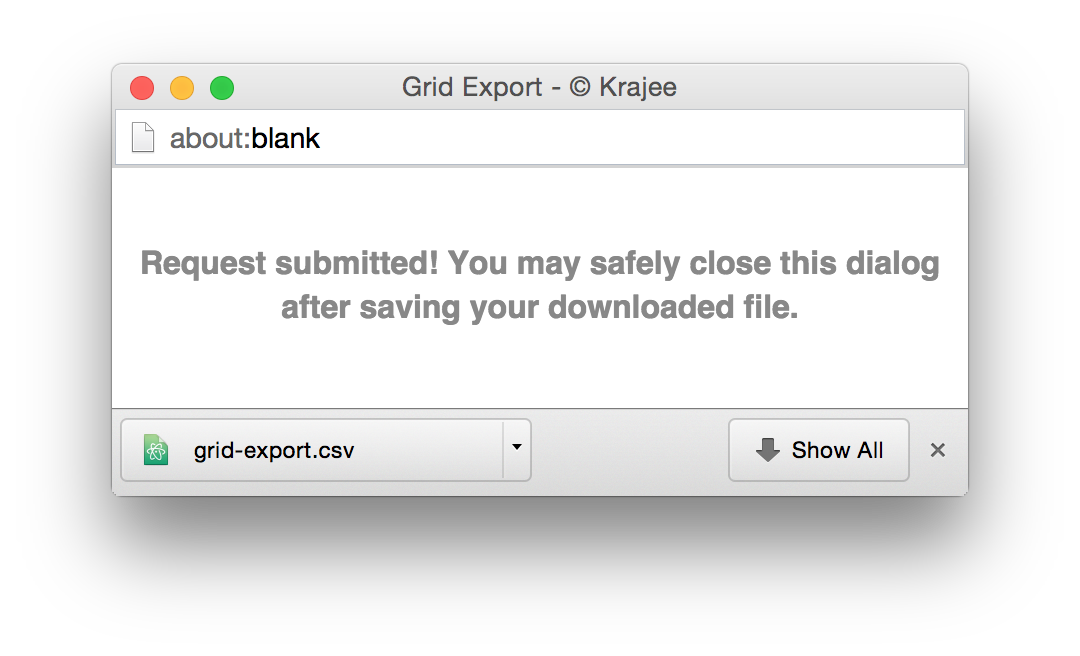 Grid Export - © Krajee
about:blank
Request submitted! You may safely close this dialog
after saving your downloaded file.
grid-export.csv
Show All